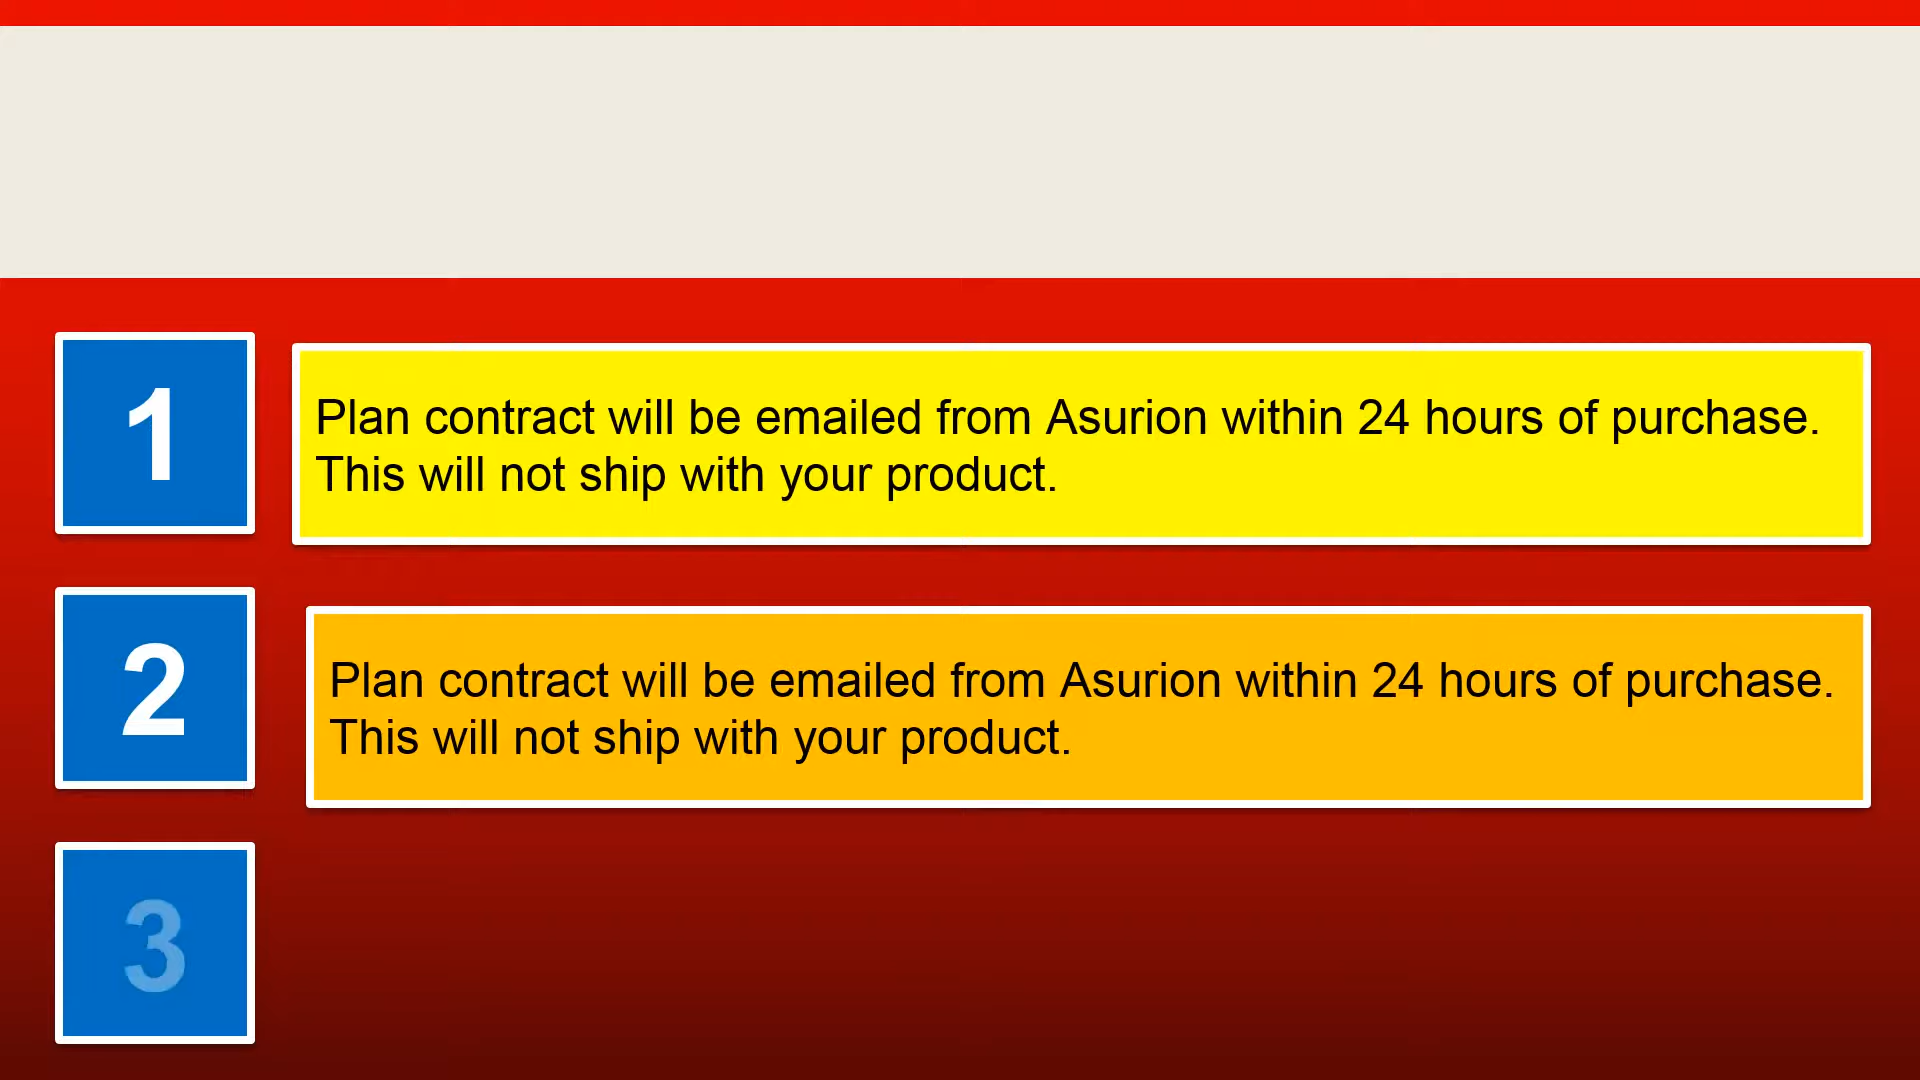 1
Plan contract will be emailed from Asurion within 24 hours of purchase.
This will not ship with your product.
2
Plan contract will be emailed from Asurion within 24 hours of purchase.
This will not ship with your product.
3